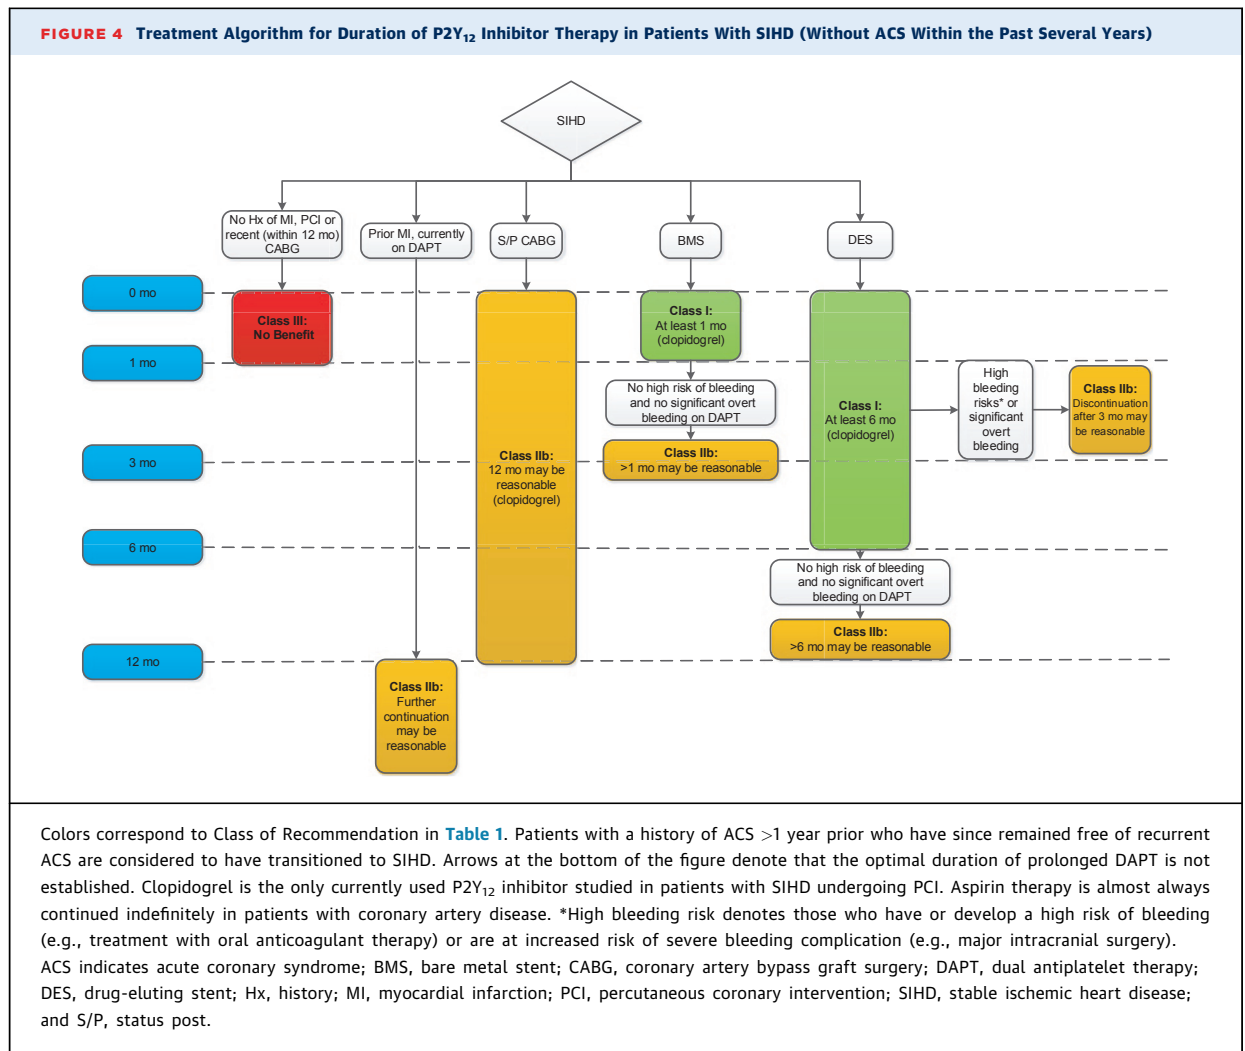 FIGURE 4 Treatment Algorithm for Duration of P2Y12 Inhibitor Therapy in Patients With SIHD (Without ACS Within the Past Several Years)
SIHD
No Hx of MI, PCI or
recent (within 12 mo)
CABG
Prior MI, currently
on DAPT
S/P CABG
BMS
DES
0 mo
Class III:
No Benefit
Class I:
At least 1 mo
(clopidogrel)
1 mo
No high risk of bleeding
and no significant overt
bleeding on DAPT
Class I:
At least 6 mo
(clopidogrel)
High
bleeding
risks* or
significant
overt
bleeding
Class IIb:
Discontinuation
after 3 mo may
be reasonable
Class IIb:
12 mo may be
reasonable
(clopidogrel)
Class IIb:
>1 mo may be reasonable
3 mo
6 mo
No high risk of bleeding
and no significant overt
bleeding on DAPT
Class IIb:
>6 mo may be reasonable
12 mo
Class IIb:
Further
continuation
may be
reasonable
Colors correspond to Class of Recommendation in Table 1. Patients with a history of ACS >1 year prior who have since remained free of recurrent
ACS are considered to have transitioned to SIHD. Arrows at the bottom of the figure denote that the optimal duration of prolonged DAPT is not
established. Clopidogrel is the only currently used P2Y12 inhibitor studied in patients with SIHD undergoing PCI. Aspirin therapy is almost always
continued indefinitely in patients with coronary artery disease. *High bleeding risk denotes those who have or develop a high risk of bleeding
(e.g., treatment with oral anticoagulant therapy) or are at increased risk of severe bleeding complication (e.g., major intracranial surgery).
ACS indicates acute coronary syndrome; BMS, bare metal stent; CABG, coronary artery bypass graft surgery; DAPT, dual antiplatelet therapy;
DES, drug-eluting stent; Hx, history; MI, myocardial infarction; PCI, percutaneous coronary intervention; SIHD, stable ischemic heart disease;
and S/P, status post.